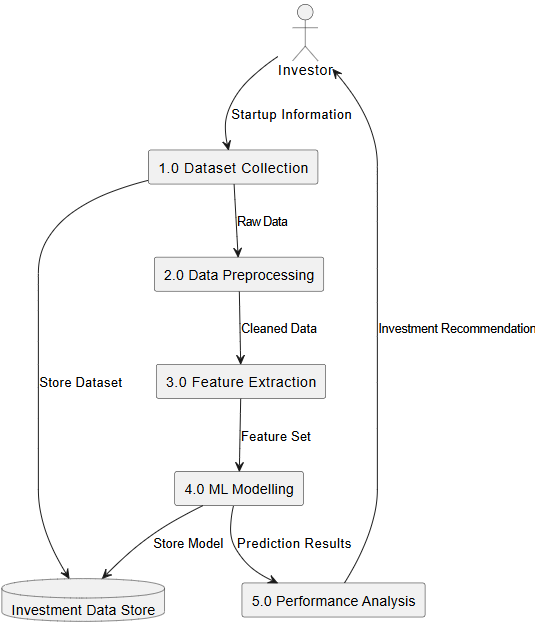 Investor
Startup Information
1.0 Dataset Collection
Raw Data
2.0 Data Preprocessing
Cleaned Data
Investment Recommendation
3.0 Feature Extraction
Store Dataset
Feature Set
4.0 ML Modelling
Store Model
Prediction Results
Investment Data Store
5.0 Performance Analysis